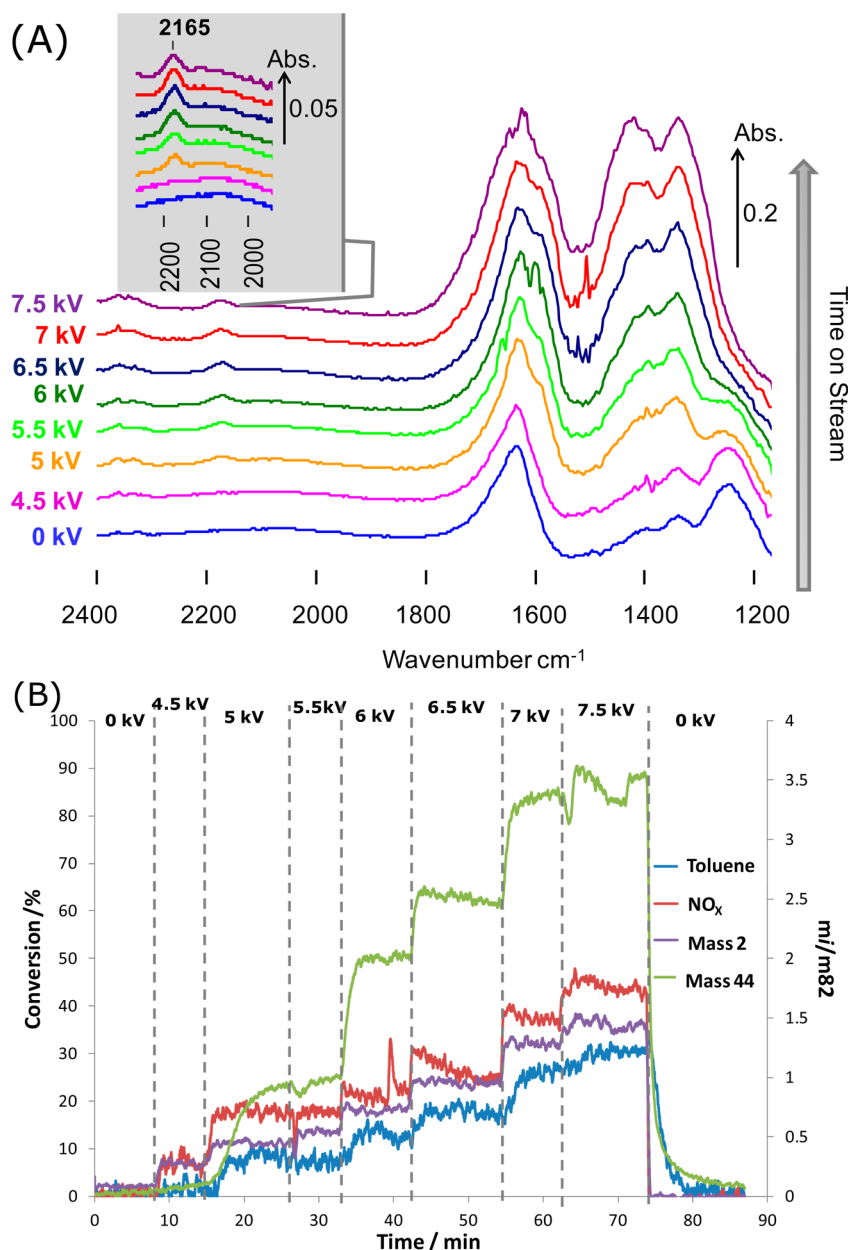 (A)
2165
Abs.
0.05
2200 2100 2000
Abs.
0.2
Time on Stream
7.5 kV
7 kV
6.5 kV
6 kV
5.5 kV
5 kV
4.5 kV
0 kV
2400 2200 2000 1800 1600 1400 1200
Wavenumber cm⁻¹
(B)
0 kV 4.5 kV 5 kV 5.5kV 6 kV 6.5 kV 7 kV 7.5 kV 0 kV
100
90
80
70
60
50
40
30
20
10
0
Conversion /%
4
3.5
3
2.5
2
1.5
1
0.5
0
mi/m82
Toluene
NOX
Mass 2
Mass 44
0 10 20 30 40 50 60 70 80 90
Time / min